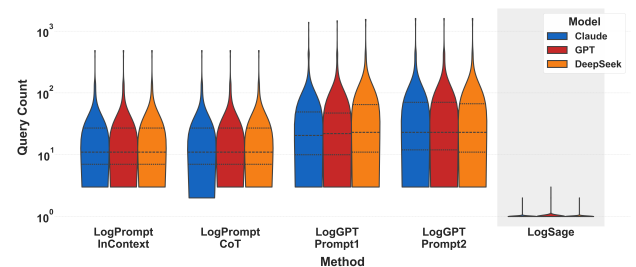 Model
Claude
GPT
DeepSeek
Query Count
10³
10²
10¹
10⁰
LogPrompt InContext
LogPrompt CoT
LogGPT Prompt1
LogGPT Prompt2
LogSage
Method